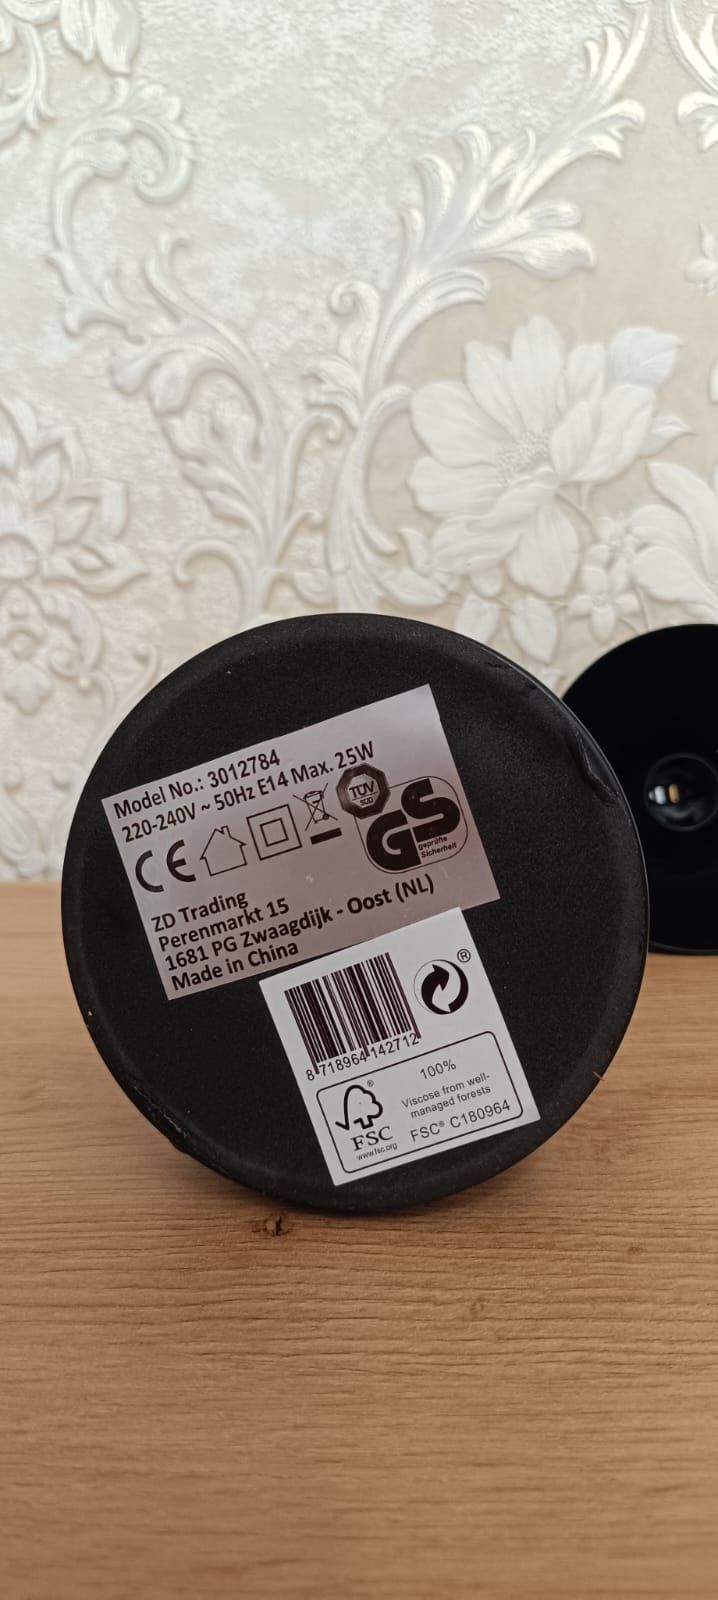 Model No.: 3012784
220-240V ~ 50Hz E14 Max. 25W
CE
TÜV
SÜD
GS
geprüfte
Sicherheit
ZD Trading
Perenmarkt 15
1681 PG Zwaagdijk - Oost (NL)
Made in China
8 718964 142712
®
®
FSC
www.fsc.org
100%
Viscose from well-
managed forests
FSC® C180964